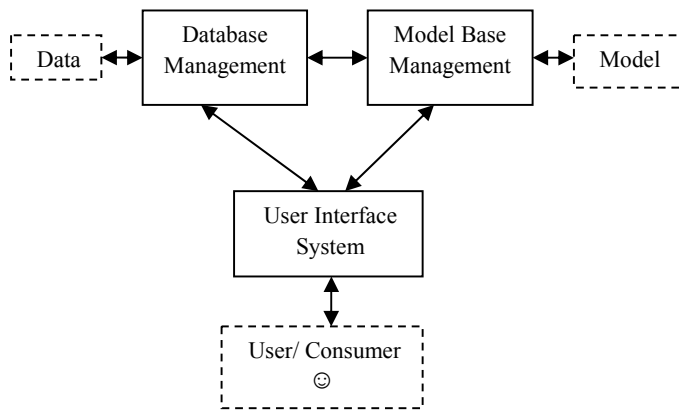 Data
Database
Management
Model Base
Management
Model
User Interface
System
User/ Consumer
☺